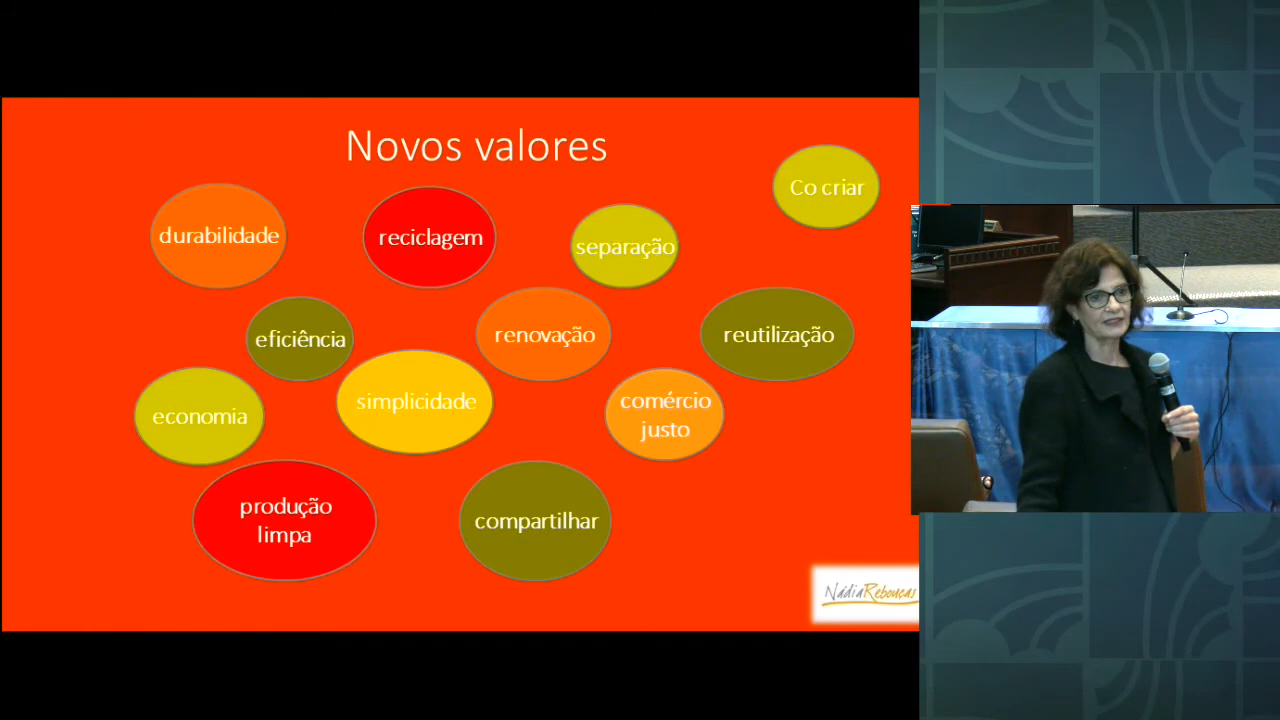 Novos valores
Co criar
durabilidade
reciclagem
separação
eficiência
renovação
reutilização
economia
simplicidade
comércio
justo
produção
limpa
compartilhar
NádiaRebouças